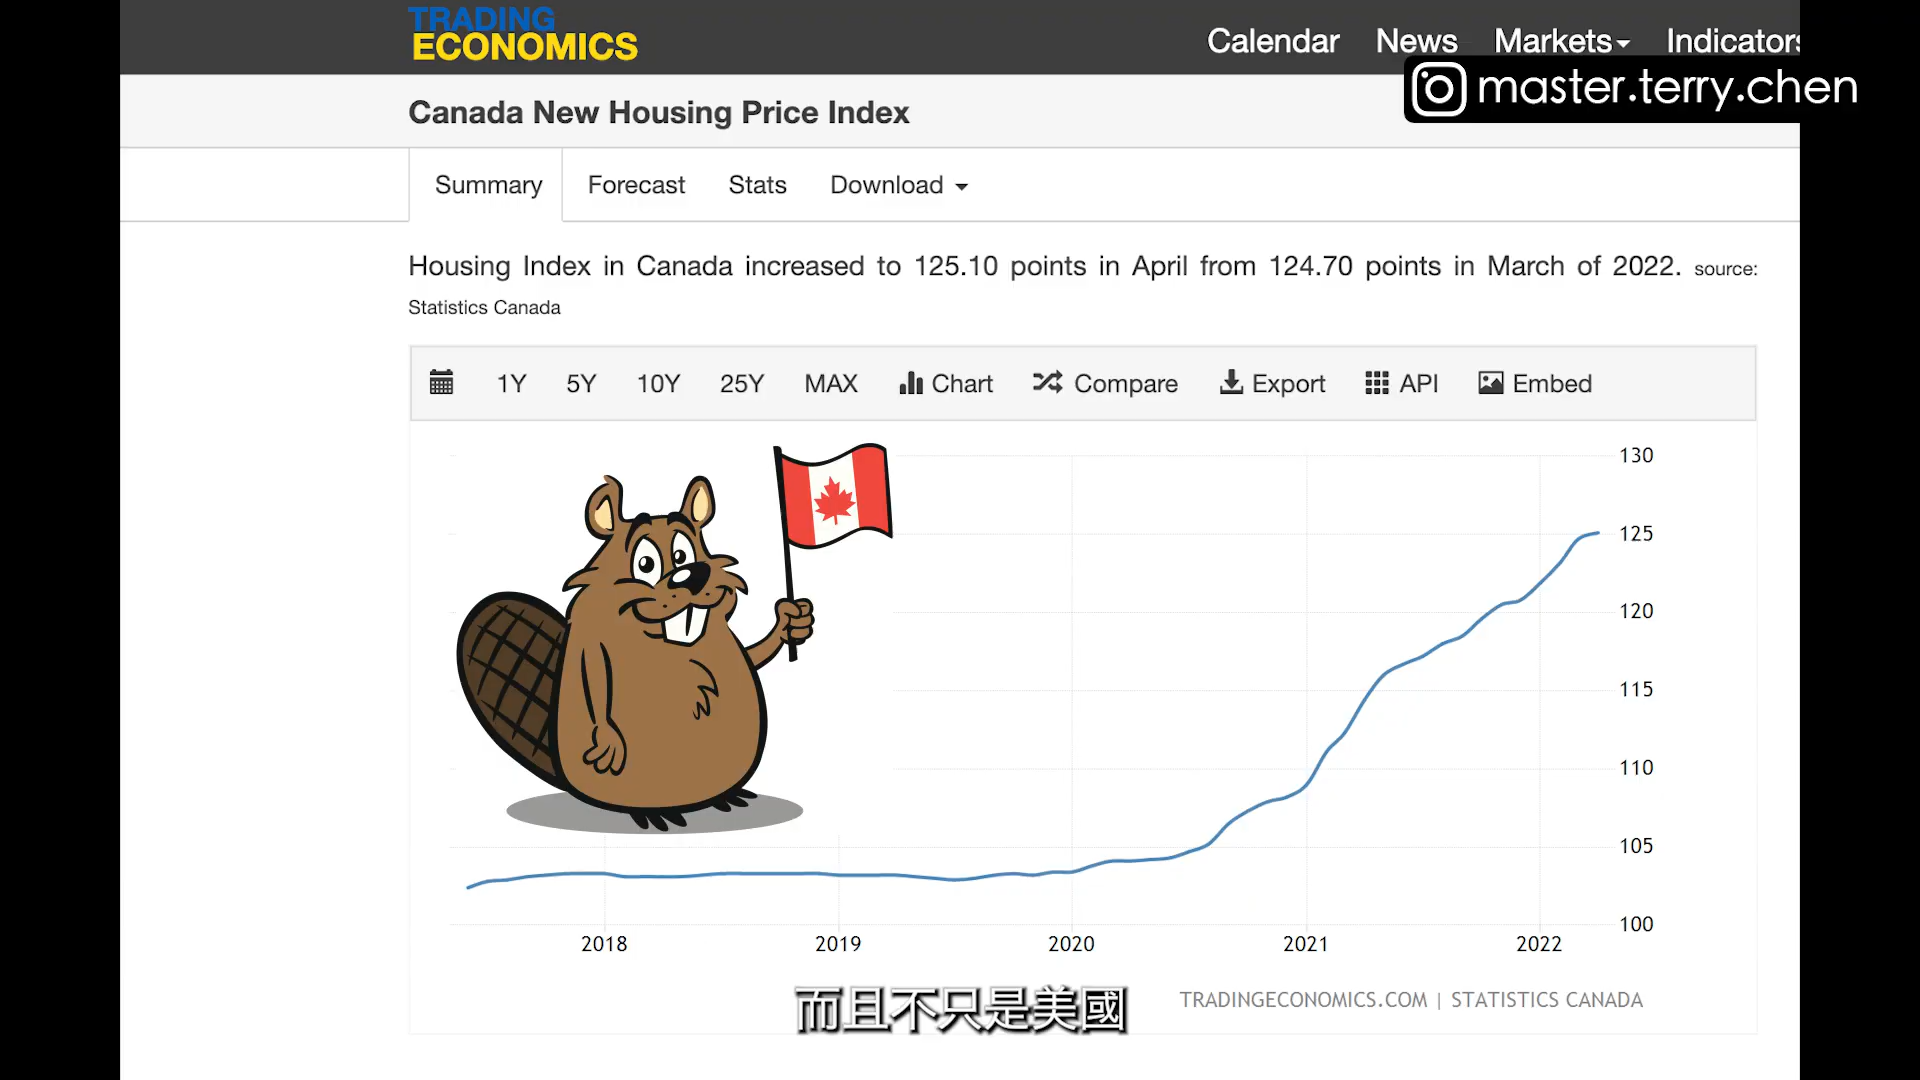 TRADING
ECONOMICS
Calendar News Markets Indicators
master.terry.chen
Canada New Housing Price Index
Summary Forecast Stats Download
Housing Index in Canada increased to 125.10 points in April from 124.70 points in March of 2022. source:
Statistics Canada
1Y 5Y 10Y 25Y MAX Chart Compare Export API Embed
130
125
120
115
110
105
100
2018 2019 2020 2021 2022
TRADINGECONOMICS.COM | STATISTICS CANADA
而且不只是美國